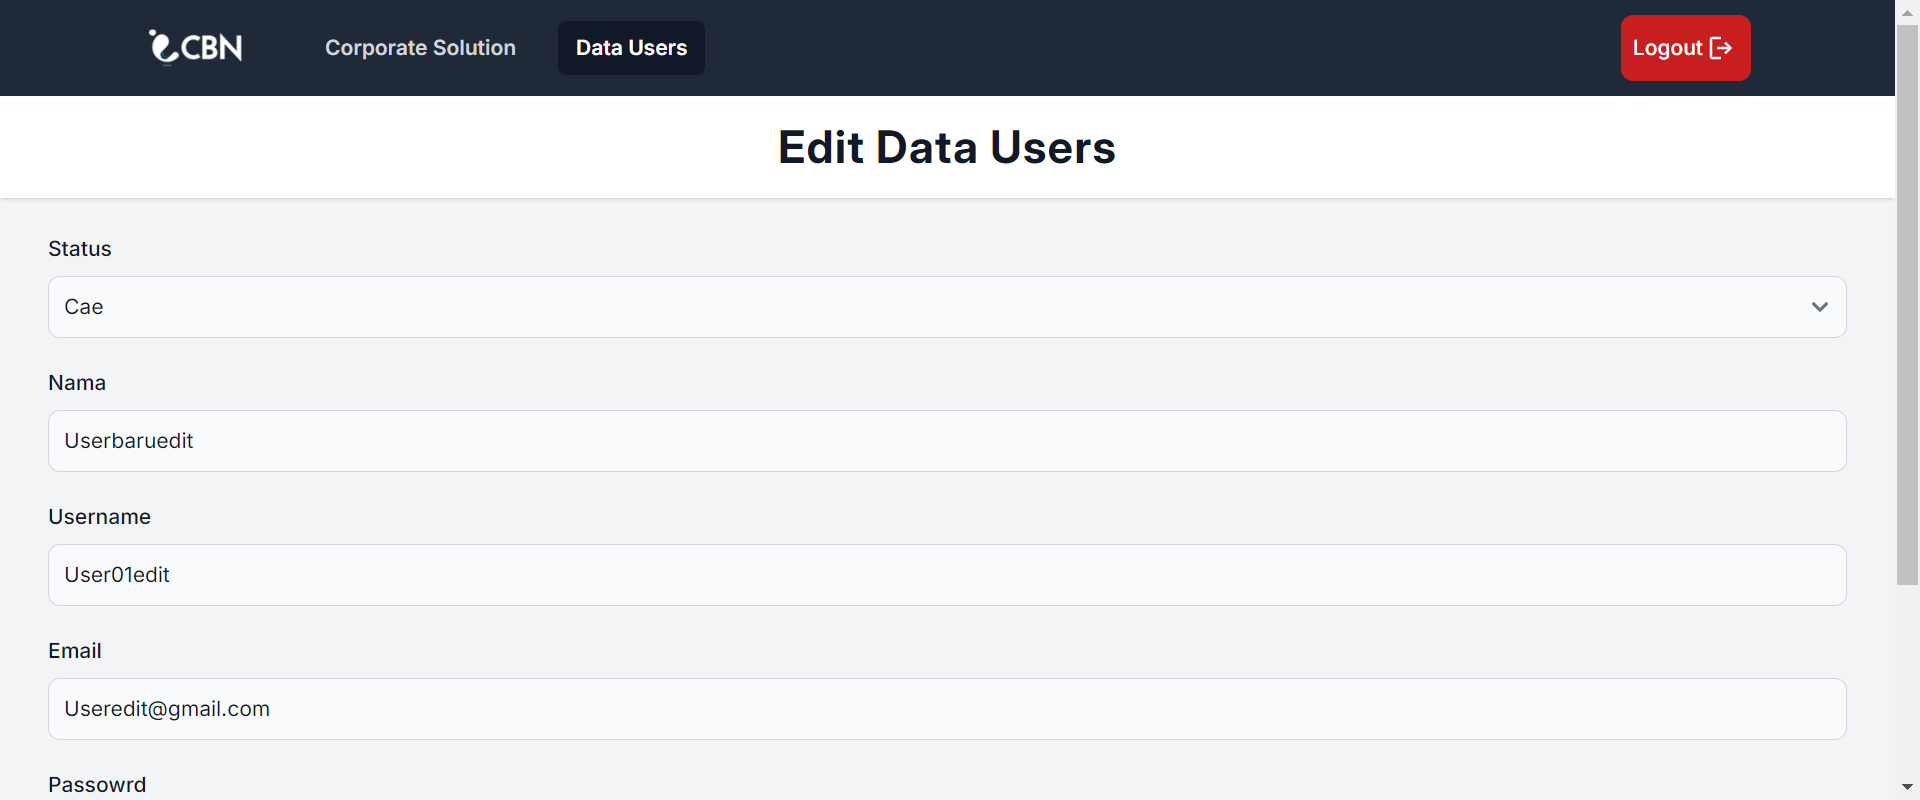 CBN
Corporate Solution
Data Users
Logout
Edit Data Users
Status
Cae
Nama
Userbaruedit
Username
User01edit
Email
Useredit@gmail.com
Passowrd